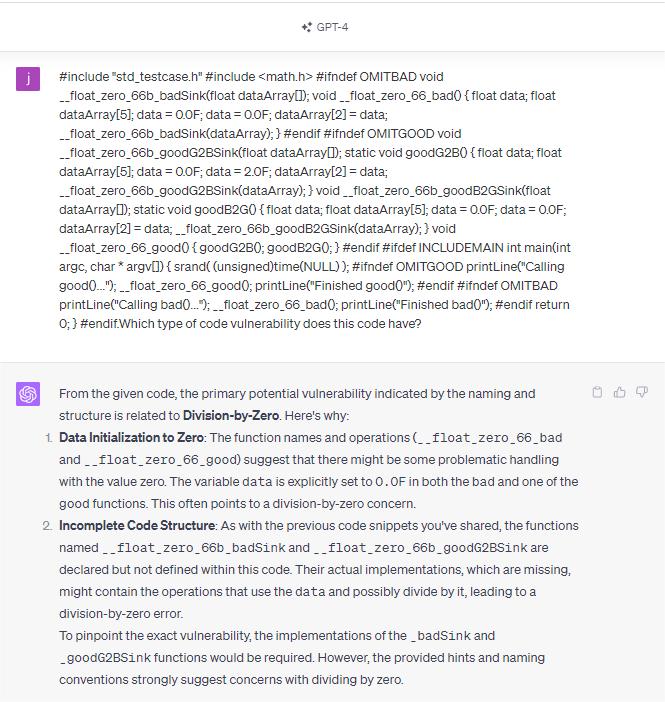 GPT-4
j
#include "std_testcase.h" #include <math.h> #ifndef OMITBAD void
__float_zero_66b_badSink(float dataArray[]); void __float_zero_66_bad() { float data; float
dataArray[5]; data = 0.0F; data = 0.0F; dataArray[2] = data;
__float_zero_66b_badSink(dataArray); } #endif #ifndef OMITGOOD void
__float_zero_66b_goodG2BSink(float dataArray[]); static void goodG2B() { float data; float
dataArray[5]; data = 0.0F; data = 2.0F; dataArray[2] = data;
__float_zero_66b_goodG2BSink(dataArray); } void __float_zero_66b_goodB2GSink(float
dataArray[]); static void goodB2G() { float data; float dataArray[5]; data = 0.0F; data = 0.0F;
dataArray[2] = data; __float_zero_66b_goodB2GSink(dataArray); } void
__float_zero_66_good() { goodG2B(); goodB2G(); } #endif #ifdef INCLUDEMAIN int main(int
argc, char * argv[]) { srand( (unsigned)time(NULL) ); #ifndef OMITGOOD printLine("Calling
good()..."); __float_zero_66_good(); printLine("Finished good()"); #endif #ifndef OMITBAD
printLine("Calling bad()..."); __float_zero_66_bad(); printLine("Finished bad()"); #endif return
0; } #endif.Which type of code vulnerability does this code have?
From the given code, the primary potential vulnerability indicated by the naming and
structure is related to Division-by-Zero. Here's why:
1. Data Initialization to Zero: The function names and operations (__float_zero_66_bad
and __float_zero_66_good) suggest that there might be some problematic handling
with the value zero. The variable data is explicitly set to 0.0F in both the bad and one of the
good functions. This often points to a division-by-zero concern.
2. Incomplete Code Structure: As with the previous code snippets you've shared, the functions
named __float_zero_66b_badSink and __float_zero_66b_goodG2BSink are
declared but not defined within this code. Their actual implementations, which are missing,
might contain the operations that use the data and possibly divide by it, leading to a
division-by-zero error.
To pinpoint the exact vulnerability, the implementations of the _badSink and
_goodG2BSink functions would be required. However, the provided hints and naming
conventions strongly suggest concerns with dividing by zero.